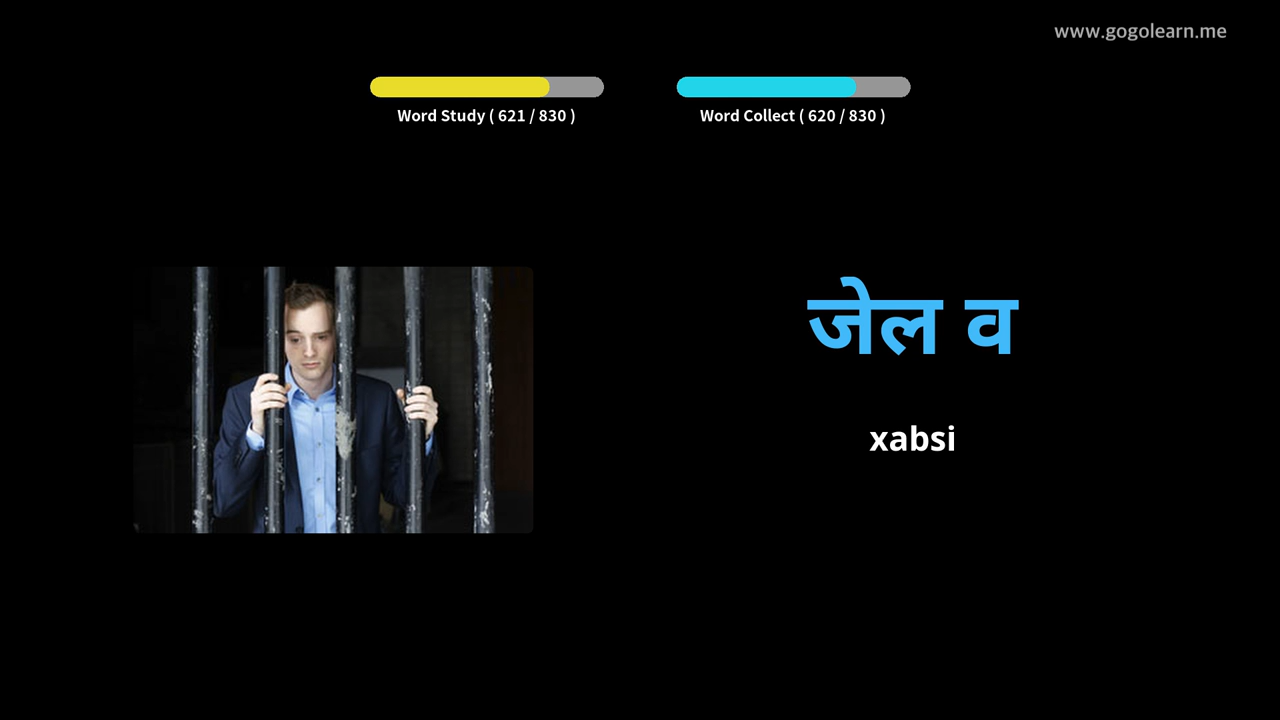 www.gogolearn.me
Word Study ( 621 / 830 )
Word Collect ( 620 / 830 )
जेल व
xabsi